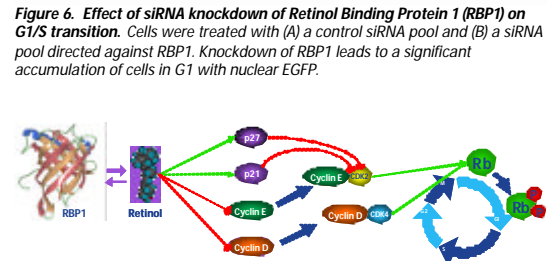 Figure 6. Effect of siRNA knockdown of Retinol Binding Protein 1 (RBP1) on
G1/S transition. Cells were treated with (A) a control siRNA pool and (B) a siRNA
pool directed against RBP1. Knockdown of RBP1 leads to a significant
accumulation of cells in G1 with nuclear EGFP.
p27
p21
Cyclin E
CDK2
Rb
RBP1
Retinol
Cyclin E
Cyclin D
CDK4
Rb
Cyclin D